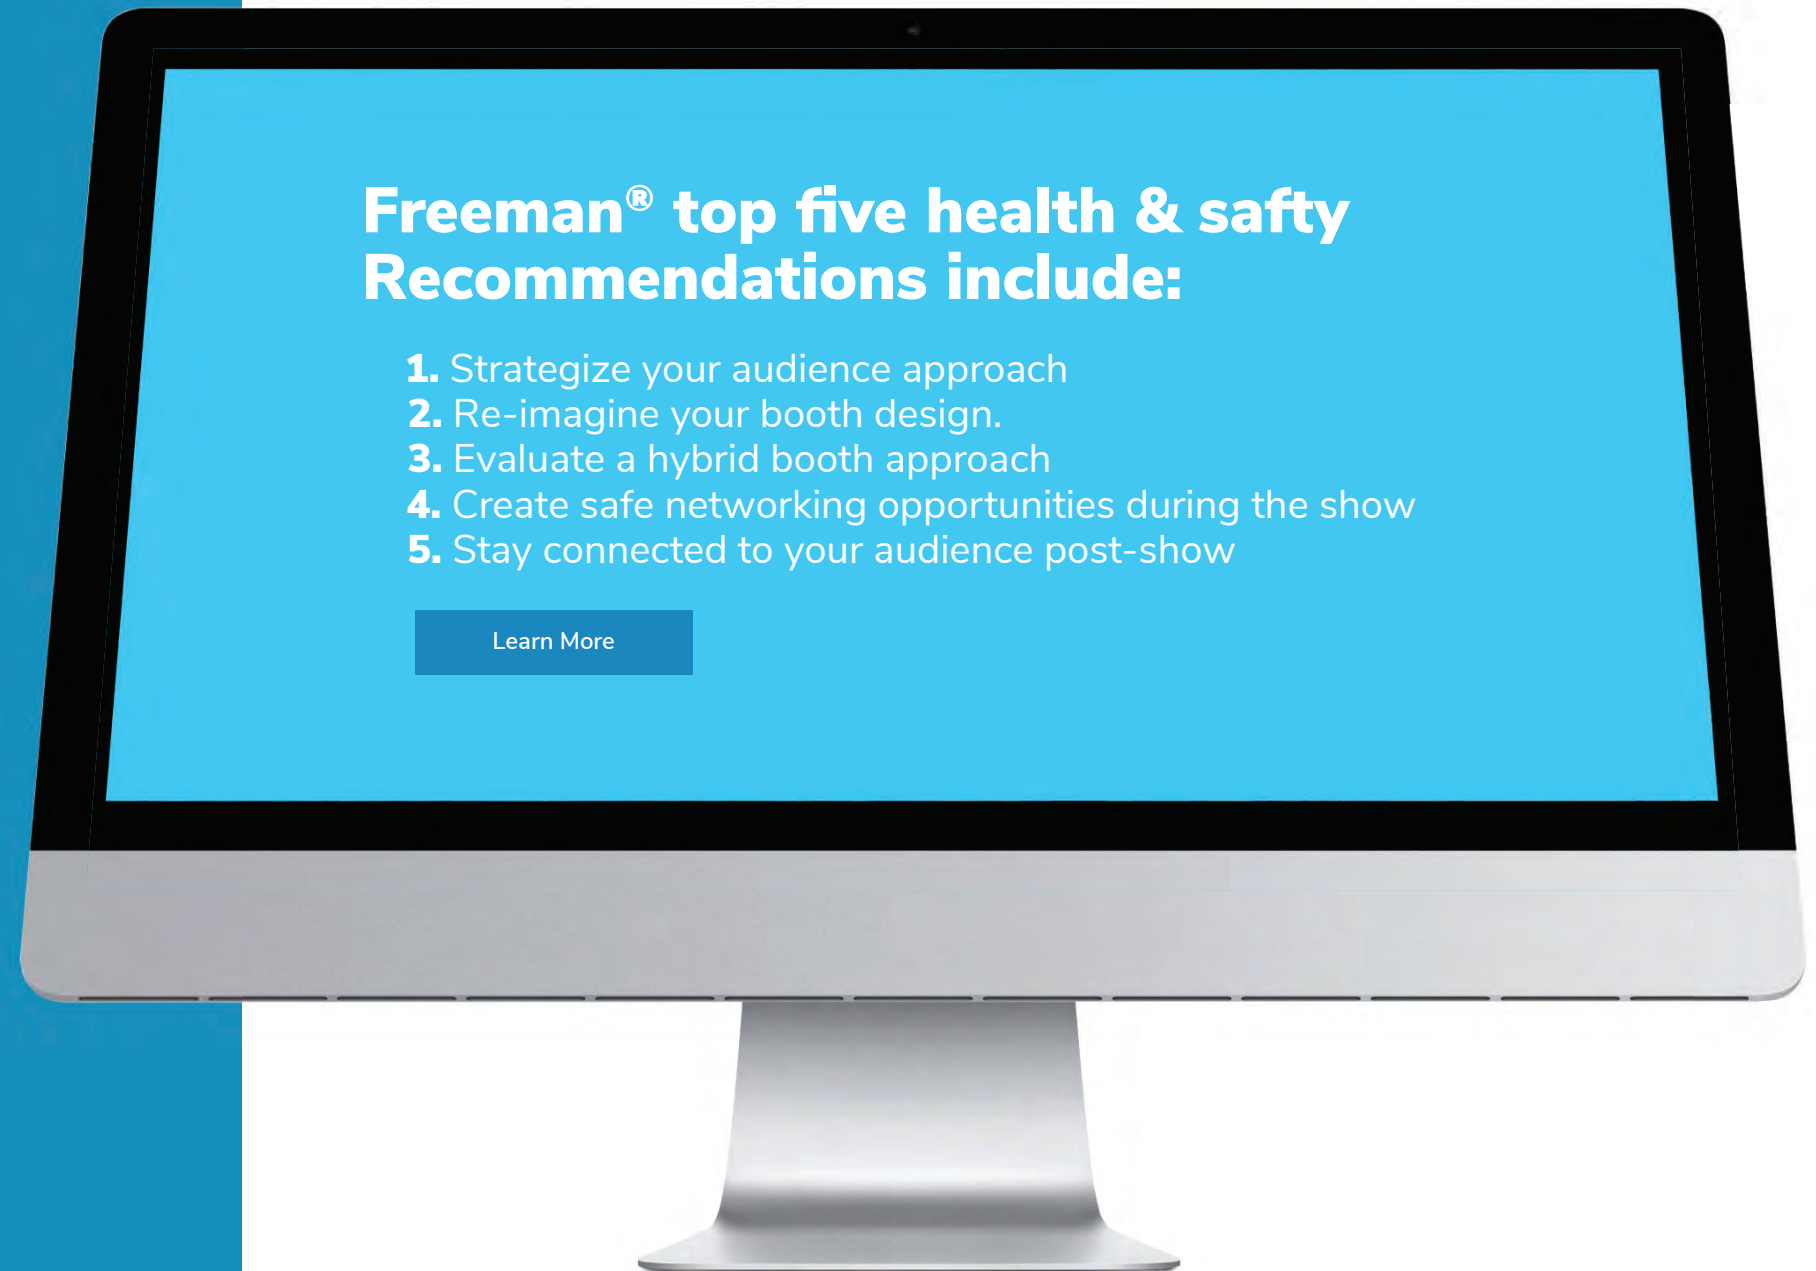 Freeman® top five health & safty
Recommendations include:
1. Strategize your audience approach
2. Re-imagine your booth design.
3. Evaluate a hybrid booth approach
4. Create safe networking opportunities during the show
5. Stay connected to your audience post-show
Learn More